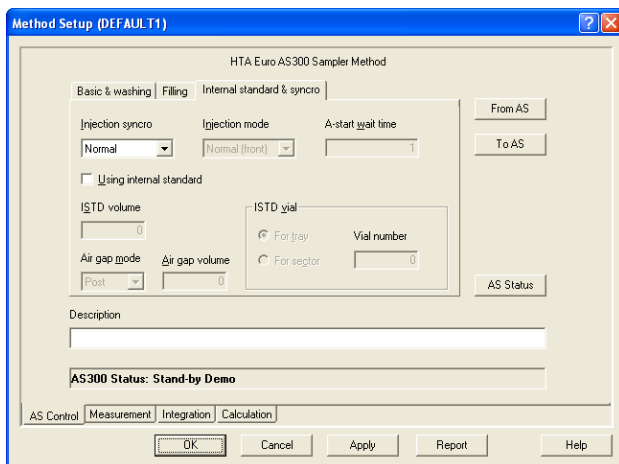 Method Setup (DEFAULT1)
HTA Euro AS300 Sampler Method
Basic & washing Filling Internal standard & syncro
From AS
To AS
Injection syncro Injection mode A-start wait time
Normal Normal (front) 1
Using internal standard
ISTD volume ISTD vial
0 For tray Vial number
Air gap mode Air gap volume For sector 0
Post 0
AS Status
Description
AS300 Status: Stand-by Demo
AS Control Measurement Integration Calculation
OK Cancel Apply Report Help